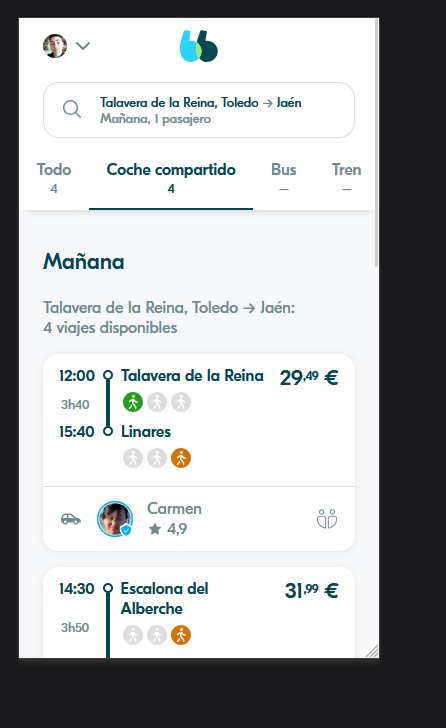 Talavera de la Reina, Toledo → Jaén
Mañana, 1 pasajero
Todo
4
Coche compartido
4
Bus
—
Tren
—
Mañana
Talavera de la Reina, Toledo → Jaén:
4 viajes disponibles
12:00 Talavera de la Reina 29,49 €
3h40
15:40 Linares
Carmen
★ 4,9
14:30 Escalona del
Alberche
31,99 €
3h50